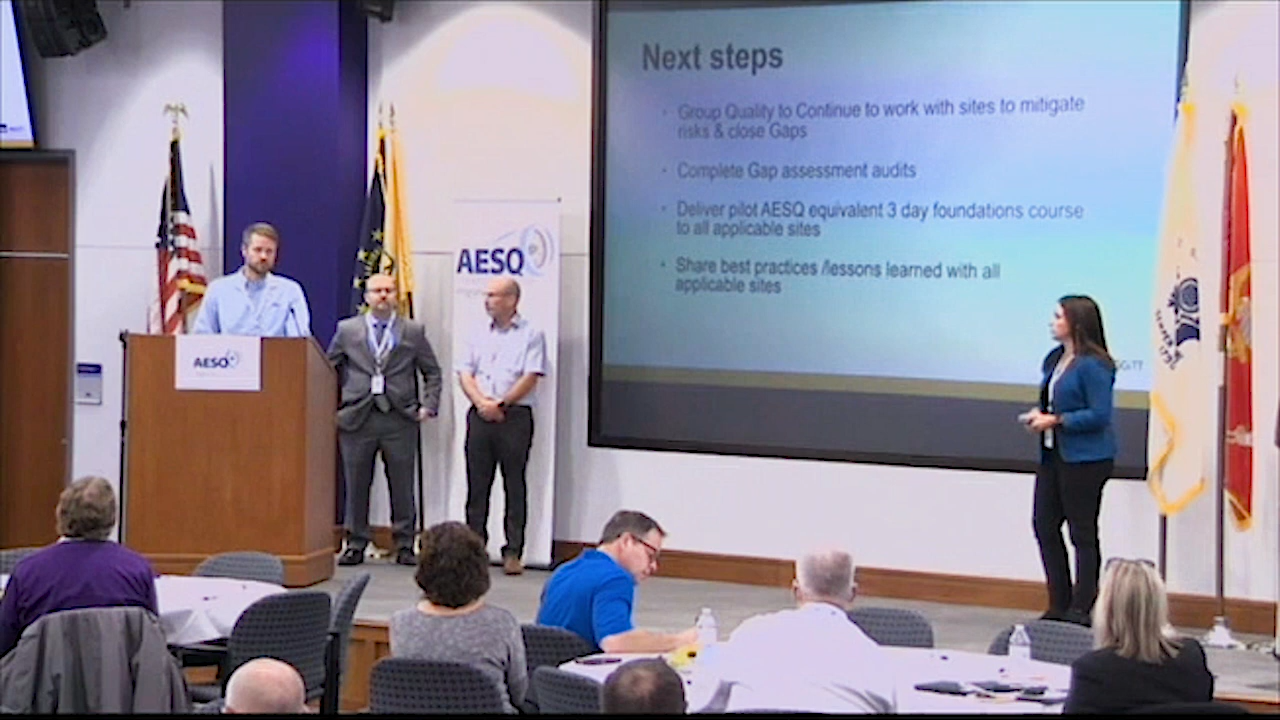 Next steps
· Group Quality to Continue to work with sites to mitigate
risks & close Gaps
· Complete Gap assessment audits
· Deliver pilot AESQ equivalent 3 day foundations course
to all applicable sites
· Share best practices /lessons learned with all
applicable sites
AESQ
AESQ